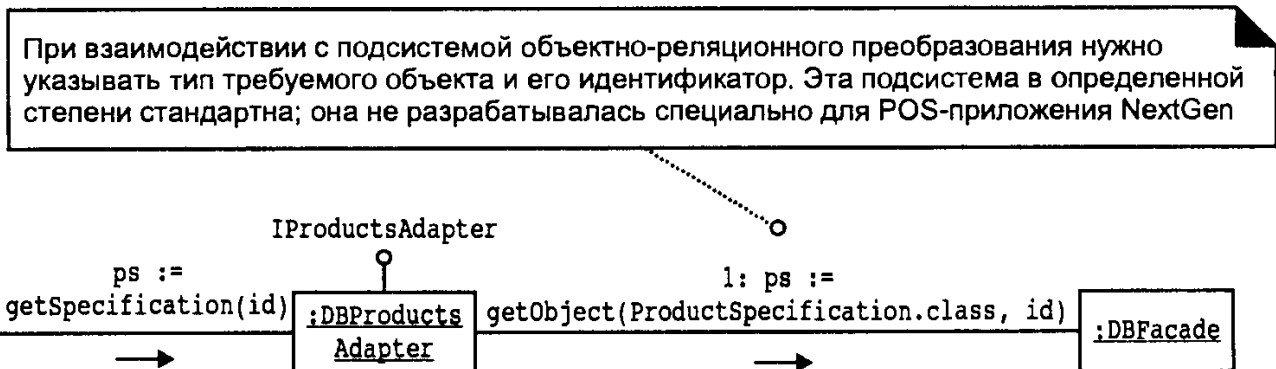 При взаимодействии с подсистемой объектно-реляционного преобразования нужно
указывать тип требуемого объекта и его идентификатор. Эта подсистема в определенной
степени стандартна; она не разрабатывалась специально для POS-приложения NextGen
IProductsAdapter
ps :=
getSpecification(id)
:DBProducts
Adapter
1: ps :=
getObject(ProductSpecification.class, id)
:DBFacade